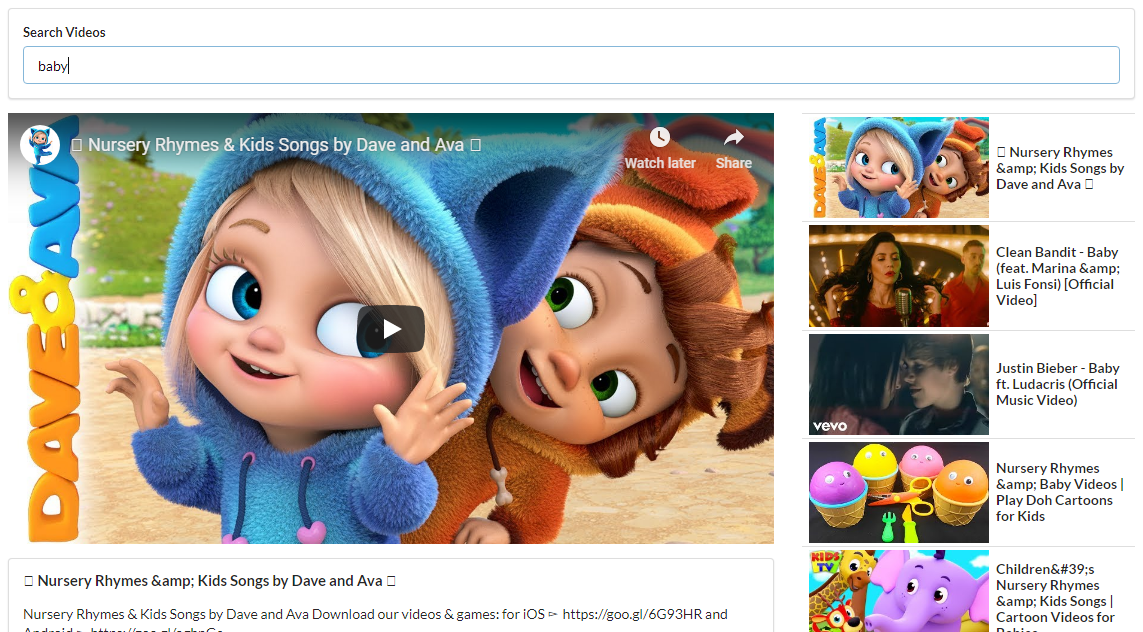 Search Videos
baby
🎃 Nursery Rhymes & Kids Songs by Dave and Ava 🎃
Watch later
Share
DAVE & AVA
▯ Nursery Rhymes &amp; Kids Songs by Dave and Ava ▯
Nursery Rhymes & Kids Songs by Dave and Ava Download our videos & games: for iOS ► https://goo.gl/6G93HR and
DAVE & AVA
▯ Nursery Rhymes
&amp; Kids Songs by
Dave and Ava ▯
Clean Bandit - Baby
(feat. Marina &amp;
Luis Fonsi) [Official
Video]
vevo
Justin Bieber - Baby
ft. Ludacris (Official
Music Video)
Nursery Rhymes
&amp; Baby Videos |
Play Doh Cartoons
for Kids
KIDS
TV
Children&#39;s
Nursery Rhymes
&amp; Kids Songs |
Cartoon Videos for